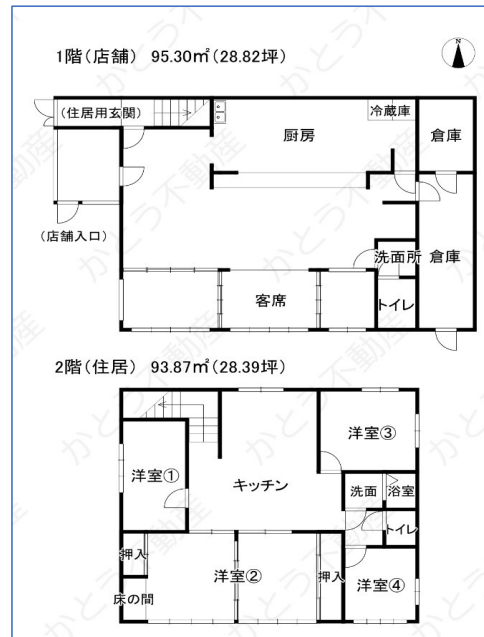 1階(店舗) 95.30㎡(28.82坪)
N
(住居用玄関)
厨房
冷蔵庫
倉庫
(店舗入口)
洗面所
倉庫
客席
トイレ
2階(住居) 93.87㎡(28.39坪)
洋室①
キッチン
洋室③
洗面
浴室
トイレ
押入
洋室②
押入
洋室④
床の間
かとう不動産